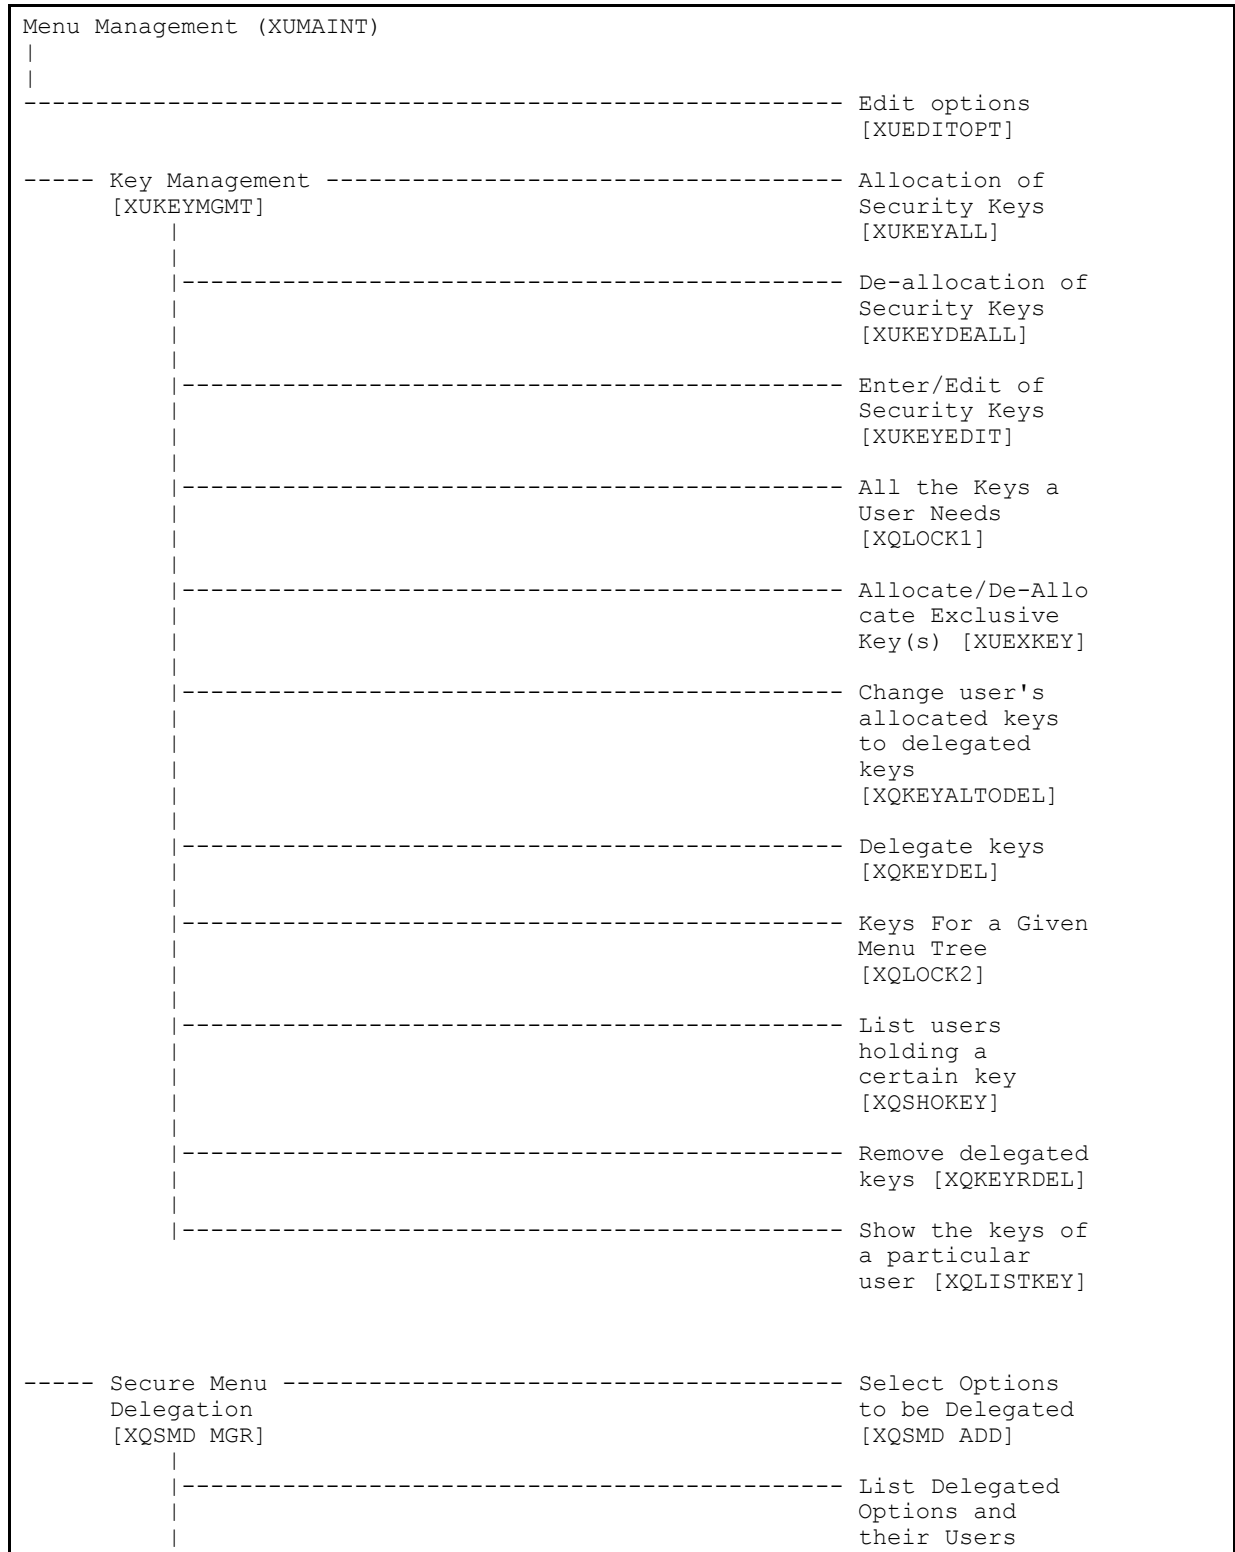 Menu Management (XUMAINT)
|
|
--------------------------------------------------------- Edit options
                                                          [XUEDITOPT]

----- Key Management ------------------------------------ Allocation of
      [XUKEYMGMT]                                         Security Keys
          |                                               [XUKEYALL]
          |
          |---------------------------------------------- De-allocation of
          |                                               Security Keys
          |                                               [XUKEYDEALL]
          |
          |---------------------------------------------- Enter/Edit of
          |                                               Security Keys
          |                                               [XUKEYEDIT]
          |
          |---------------------------------------------- All the Keys a
          |                                               User Needs
          |                                               [XQLOCK1]
          |
          |---------------------------------------------- Allocate/De-Allo
          |                                               cate Exclusive
          |                                               Key(s) [XUEXKEY]
          |
          |---------------------------------------------- Change user's
          |                                               allocated keys
          |                                               to delegated
          |                                               keys
          |                                               [XQKEYALTODEL]
          |
          |---------------------------------------------- Delegate keys
          |                                               [XQKEYDEL]
          |
          |---------------------------------------------- Keys For a Given
          |                                               Menu Tree
          |                                               [XQLOCK2]
          |
          |---------------------------------------------- List users
          |                                               holding a
          |                                               certain key
          |                                               [XQSHOKEY]
          |
          |---------------------------------------------- Remove delegated
          |                                               keys [XQKEYRDEL]
          |
          |---------------------------------------------- Show the keys of
                                                          a particular
                                                          user [XQLISTKEY]

----- Secure Menu --------------------------------------- Select Options
      Delegation                                          to be Delegated
      [XQSMD MGR]                                         [XQSMD ADD]
          |
          |---------------------------------------------- List Delegated
          |                                               Options and
          |                                               their Users